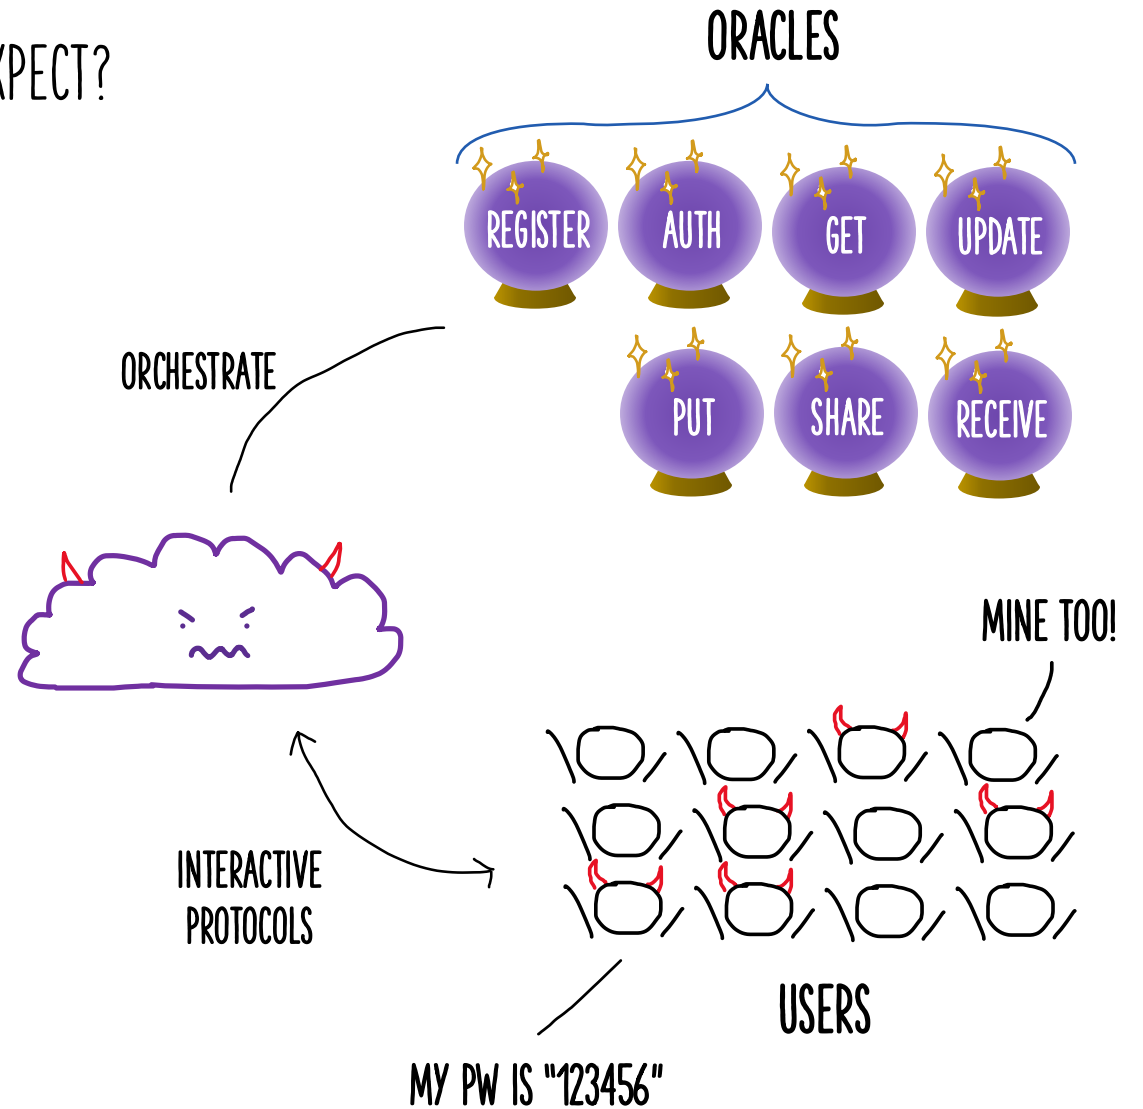 ORACLES
XPECT?
REGISTER AUTH GET UPDATE
ORCHESTRATE
PUT SHARE RECEIVE
MINE TOO!
INTERACTIVE
PROTOCOLS
USERS
MY PW IS "123456"